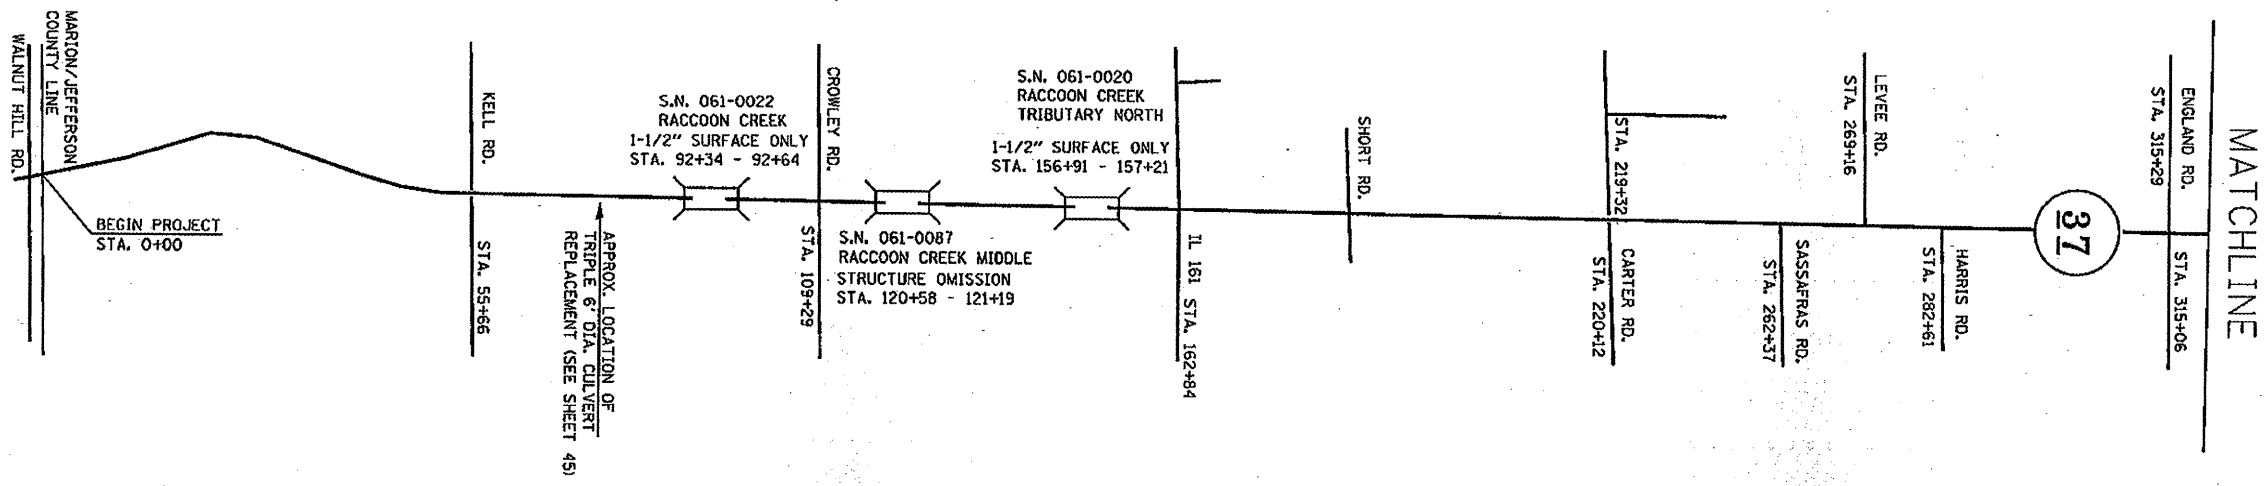 WALNUT HILL RD.
MARION/JEFFERSON
COUNTY LINE
BEGIN PROJECT
STA. 0+00
KELL RD.
STA. 55+66
APPROX. LOCATION OF
TRIPLE 6' DIA. CULVERT
REPLACEMENT (SEE SHEET 45)
S.N. 061-0022
RACCOON CREEK
1-1/2" SURFACE ONLY
STA. 92+34 - 92+64
CROWLEY RD.
STA. 109+29
S.N. 061-0087
RACCOON CREEK MIDDLE
STRUCTURE OMISSION
STA. 120+58 - 121+19
S.N. 061-0020
RACCOON CREEK
TRIBUTARY NORTH
1-1/2" SURFACE ONLY
STA. 156+91 - 157+21
IL 161 STA. 162+84
SHORT RD.
STA. 219+32
CARTER RD.
STA. 220+12
SASSAFRAS RD.
STA. 262+37
LEVEE RD.
STA. 269+16
HARRIS RD.
STA. 282+61
37
ENGLAND RD.
STA. 315+29
STA. 315+06
MATCHLINE